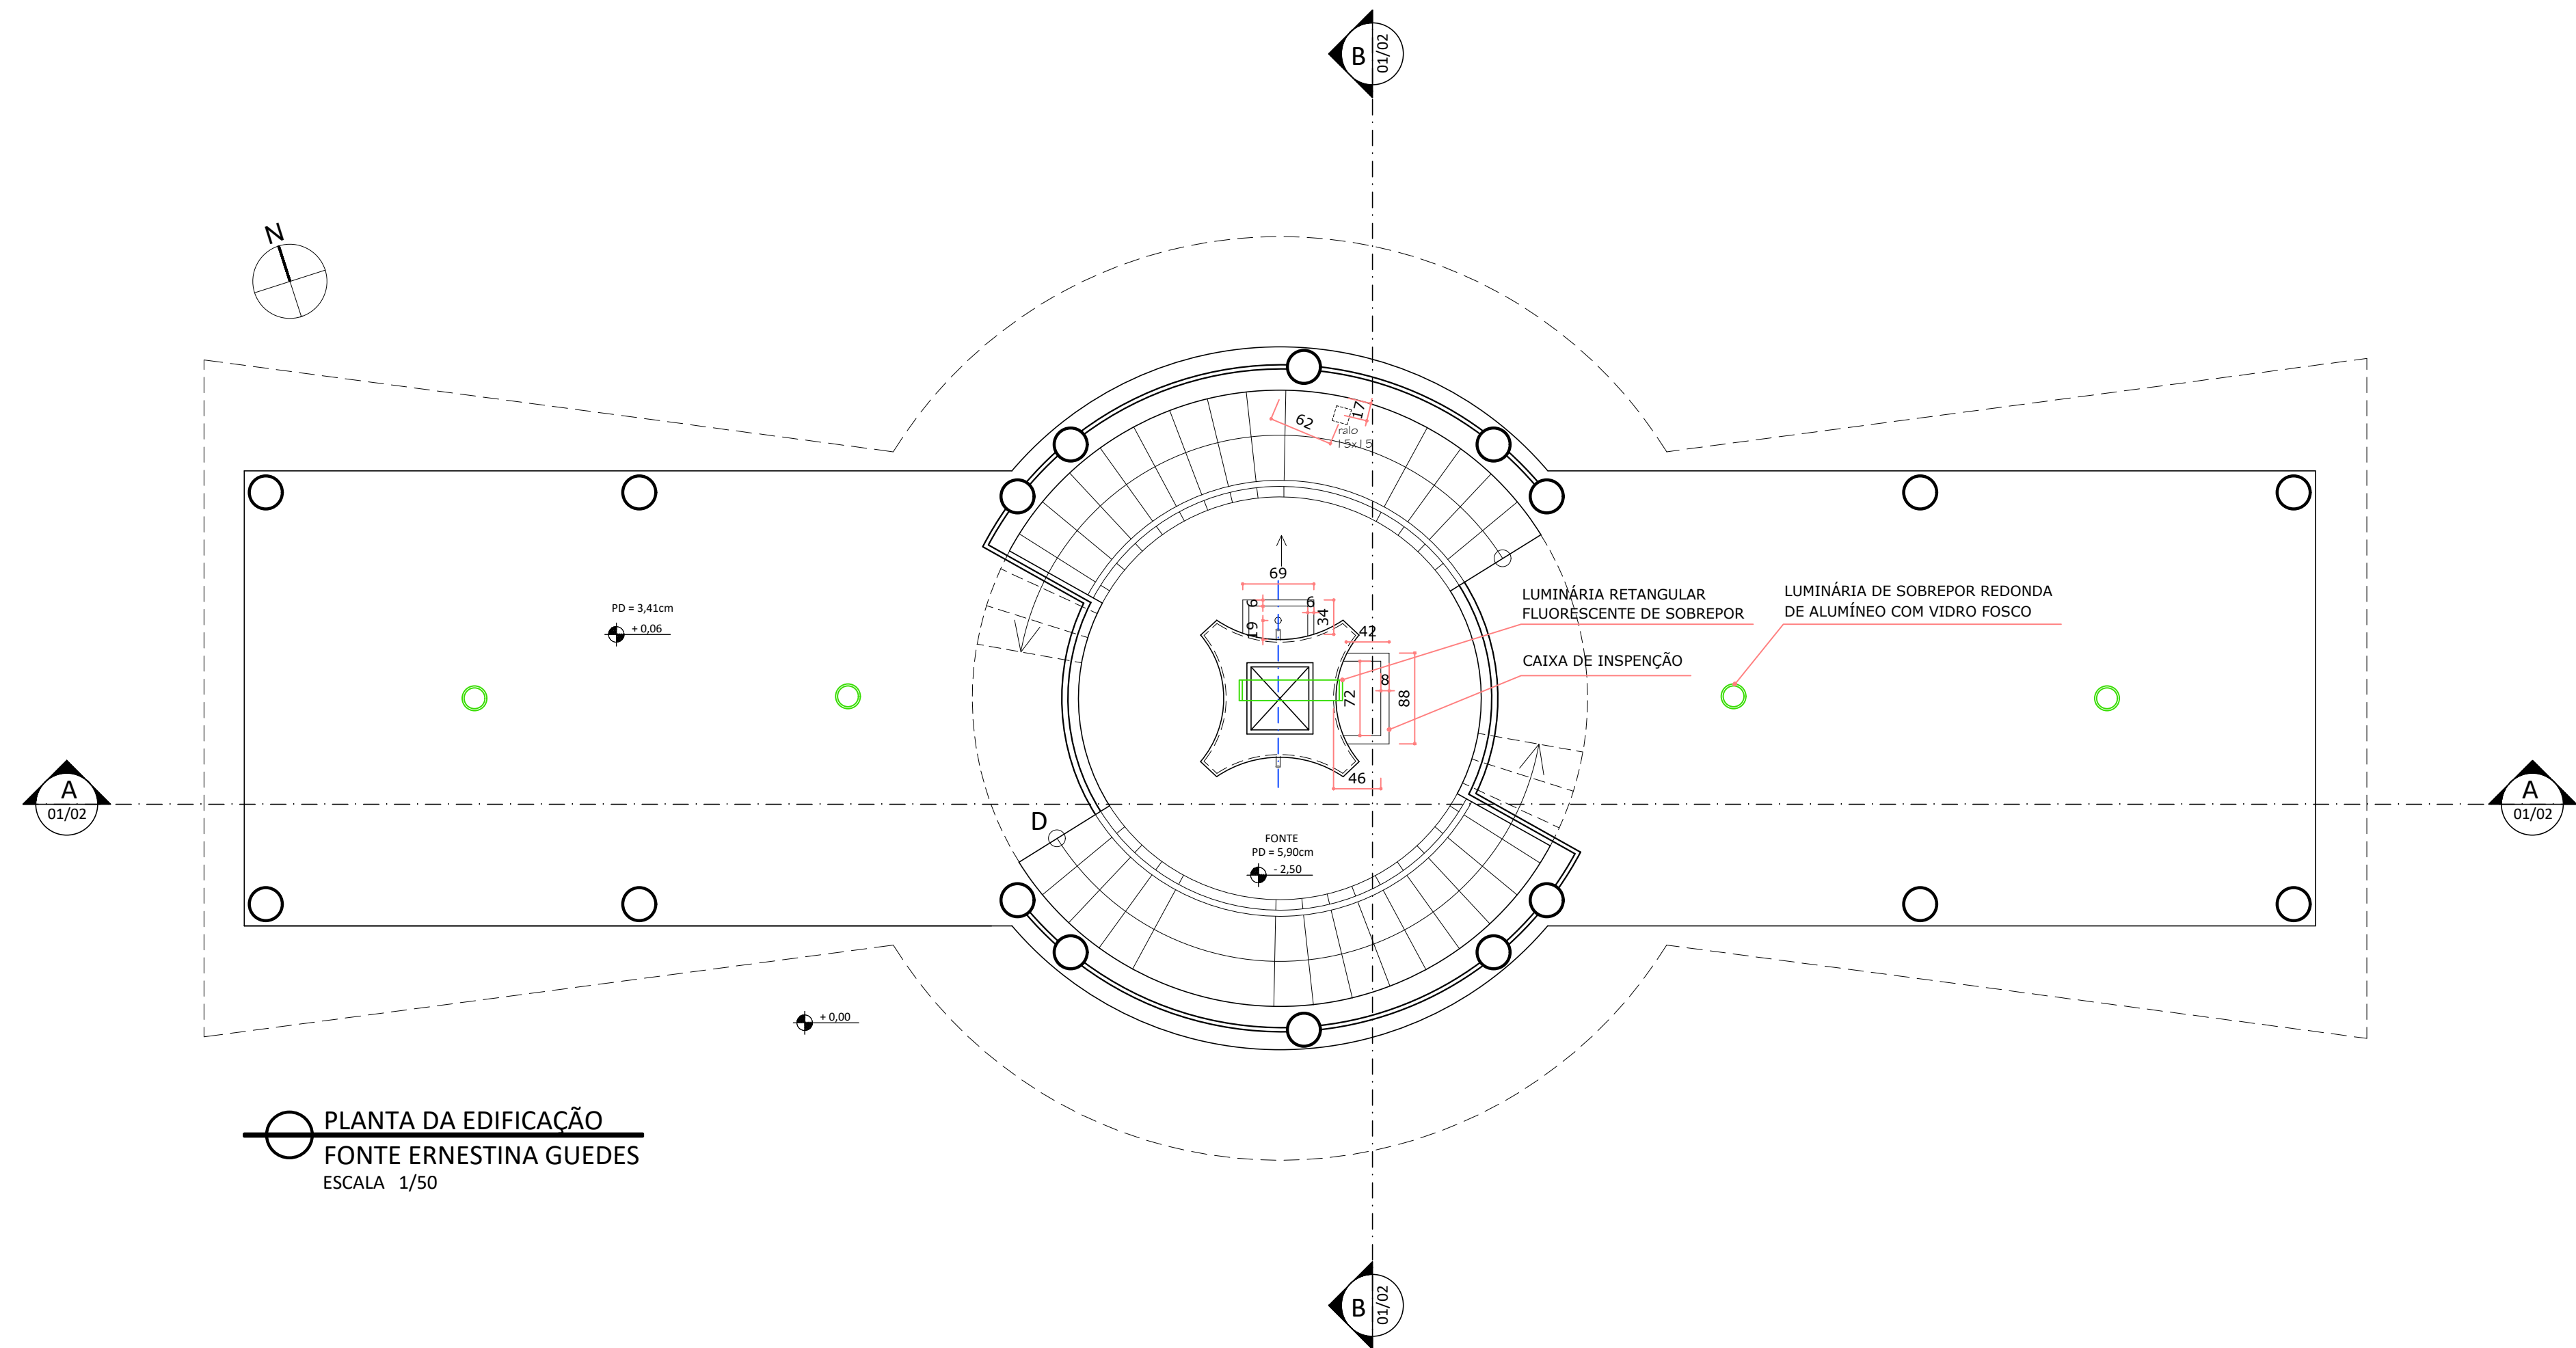 B
01/02
N
62
17
ralo
15x15
69
6
6
34
19
42
LUMINÁRIA RETANGULAR
FLUORESCENTE DE SOBREPOR
LUMINÁRIA DE SOBREPOR REDONDA
DE ALUMÍNEO COM VIDRO FOSCO
PD = 3,41cm
+ 0,06
CAIXA DE INSPENÇÃO
8
72
88
46
A
01/02
A
01/02
D
FONTE
PD = 5,90cm
- 2,50
+ 0,00
PLANTA DA EDIFICAÇÃO
FONTE ERNESTINA GUEDES
ESCALA 1/50
B
01/02